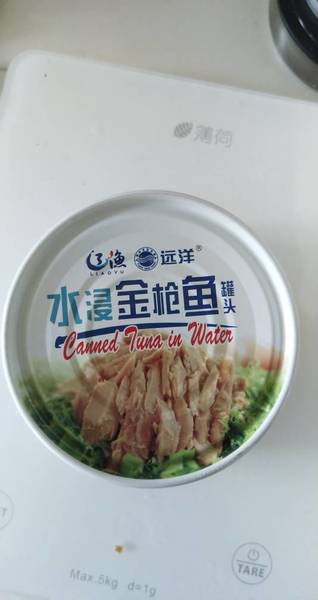 薄荷
辽渔 远洋®
LIAOYU
水浸金枪鱼罐头
Canned Tuna in Water
TARE
Max.5kg d=1g